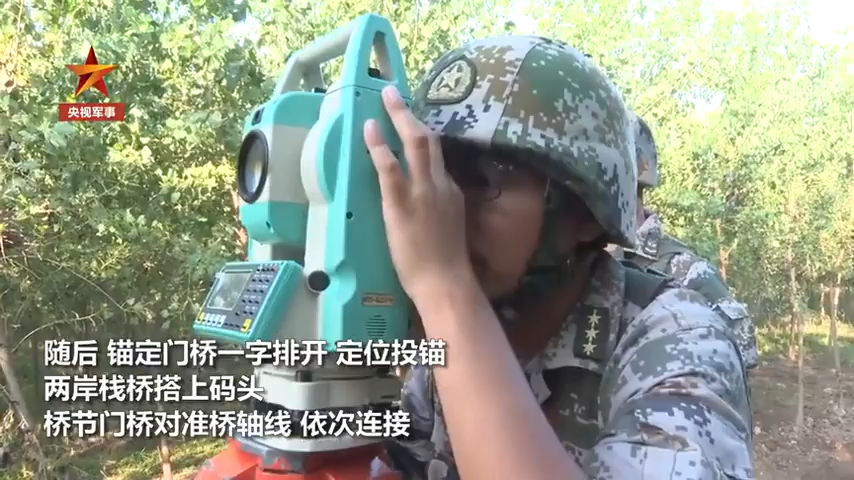 央视军事
随后 锚定门桥一字排开 定位投锚
两岸栈桥搭上码头
桥节门桥对准桥轴线 依次连接